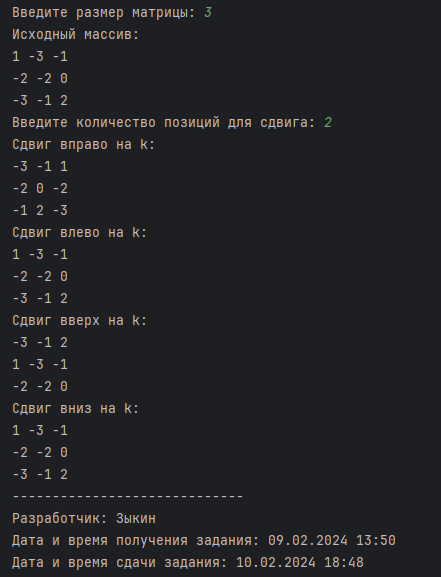 Введите размер матрицы: 3
Исходный массив:
1 -3 -1
-2 -2 0
-3 -1 2
Введите количество позиций для сдвига: 2
Сдвиг вправо на k:
-3 -1 1
-2 0 -2
-1 2 -3
Сдвиг влево на k:
1 -3 -1
-2 -2 0
-3 -1 2
Сдвиг вверх на k:
-3 -1 2
1 -3 -1
-2 -2 0
Сдвиг вниз на k:
1 -3 -1
-2 -2 0
-3 -1 2
-----------------------------
Разработчик: Зыкин
Дата и время получения задания: 09.02.2024 13:50
Дата и время сдачи задания: 10.02.2024 18:48